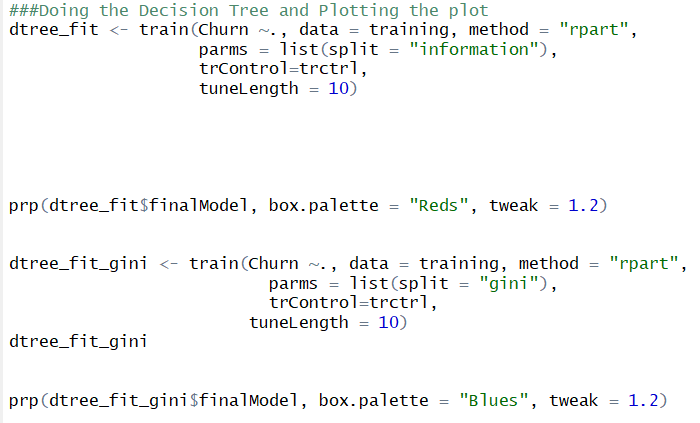 ###Doing the Decision Tree and Plotting the plot
dtree_fit <- train(Churn ~., data = training, method = "rpart",
parms = list(split = "information"),
trControl=trctrl,
tuneLength = 10)
prp(dtree_fit$finalModel, box.palette = "Reds", tweak = 1.2)
dtree_fit_gini <- train(Churn ~., data = training, method = "rpart",
parms = list(split = "gini"),
trControl=trctrl,
tuneLength = 10)
dtree_fit_gini
prp(dtree_fit_gini$finalModel, box.palette = "Blues", tweak = 1.2)